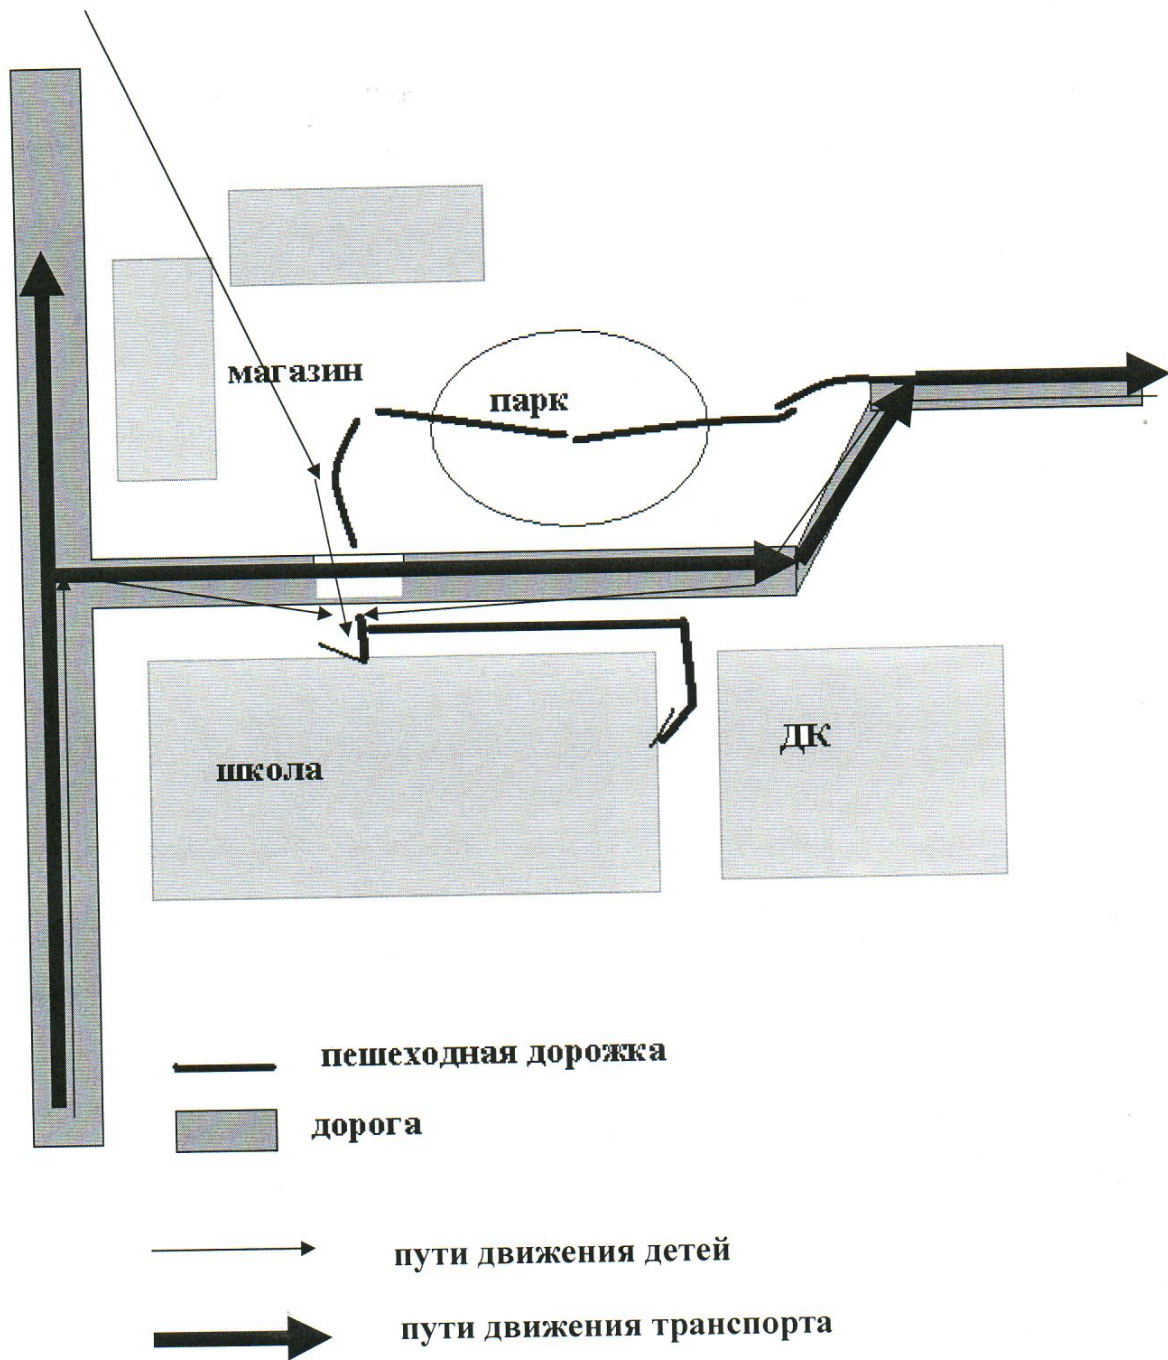 магазин
парк
школа
ДК
пешеходная дорожка
дорога
пути движения детей
пути движения транспорта